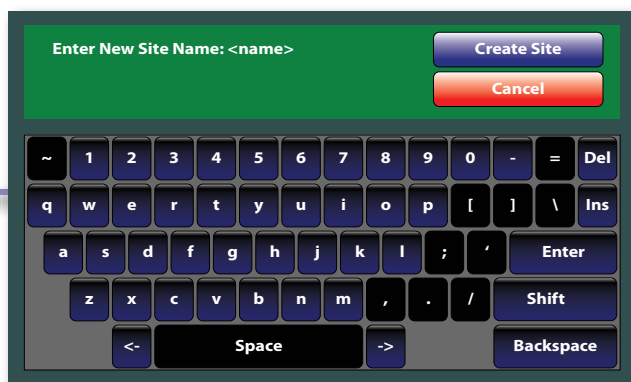 Enter New Site Name: <name> Create Site
Cancel
~ 1 2 3 4 5 6 7 8 9 0 - = Del
q w e r t y u i o p [ ] \ Ins
a s d f g h j k l ; ‘ Enter
z x c v b n m , . / Shift
<- Space -> Backspace